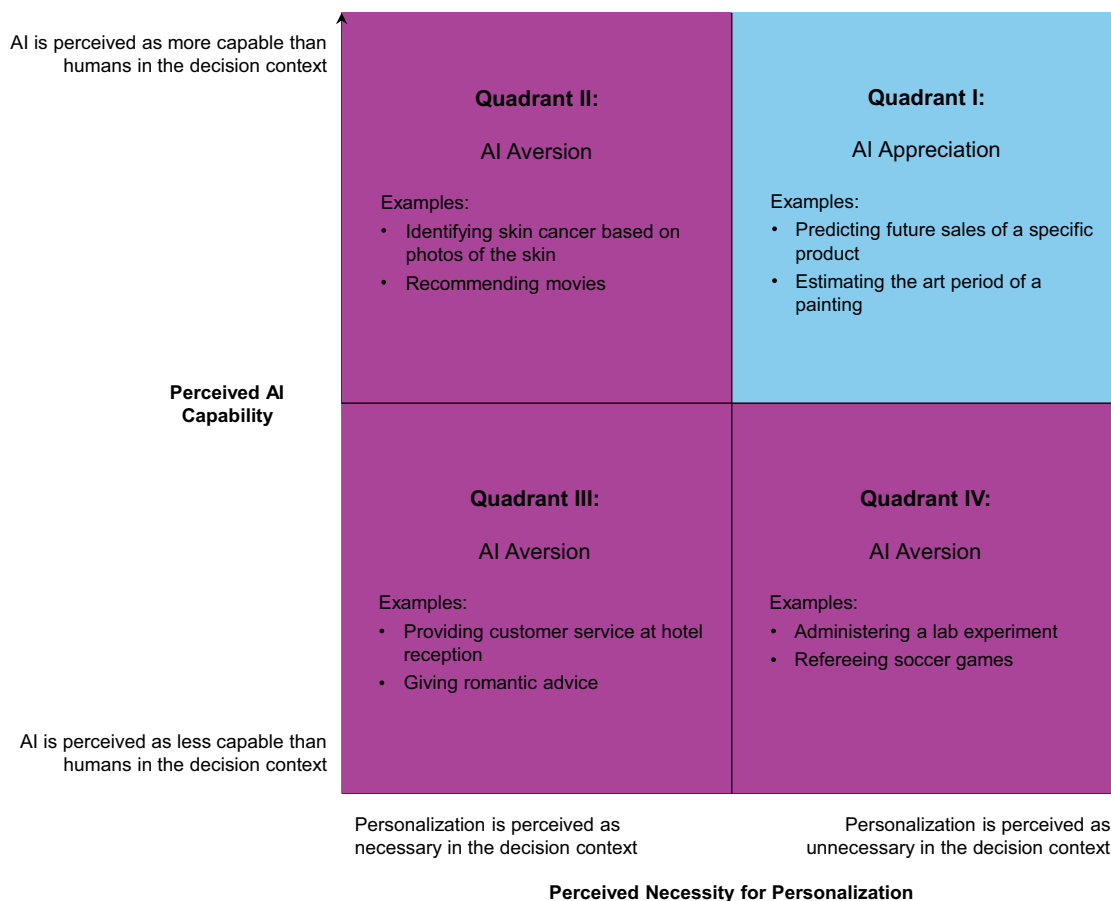 AI is perceived as more capable than
humans in the decision context
Quadrant II:
AI Aversion
Examples:
• Identifying skin cancer based on
photos of the skin
• Recommending movies
Quadrant I:
AI Appreciation
Examples:
• Predicting future sales of a specific
product
• Estimating the art period of a
painting
Perceived AI
Capability
Quadrant III:
AI Aversion
Examples:
• Providing customer service at hotel
reception
• Giving romantic advice
Quadrant IV:
AI Aversion
Examples:
• Administering a lab experiment
• Refereeing soccer games
AI is perceived as less capable than
humans in the decision context
Personalization is perceived as
necessary in the decision context
Personalization is perceived as
unnecessary in the decision context
Perceived Necessity for Personalization